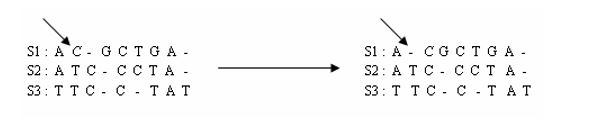 S1: A C - G C T G A -
S2: A T C - C C T A -
S3: T T C - C - T A T
S1: A - C G C T G A -
S2: A T C - C C T A -
S3: T T C - C - T A T